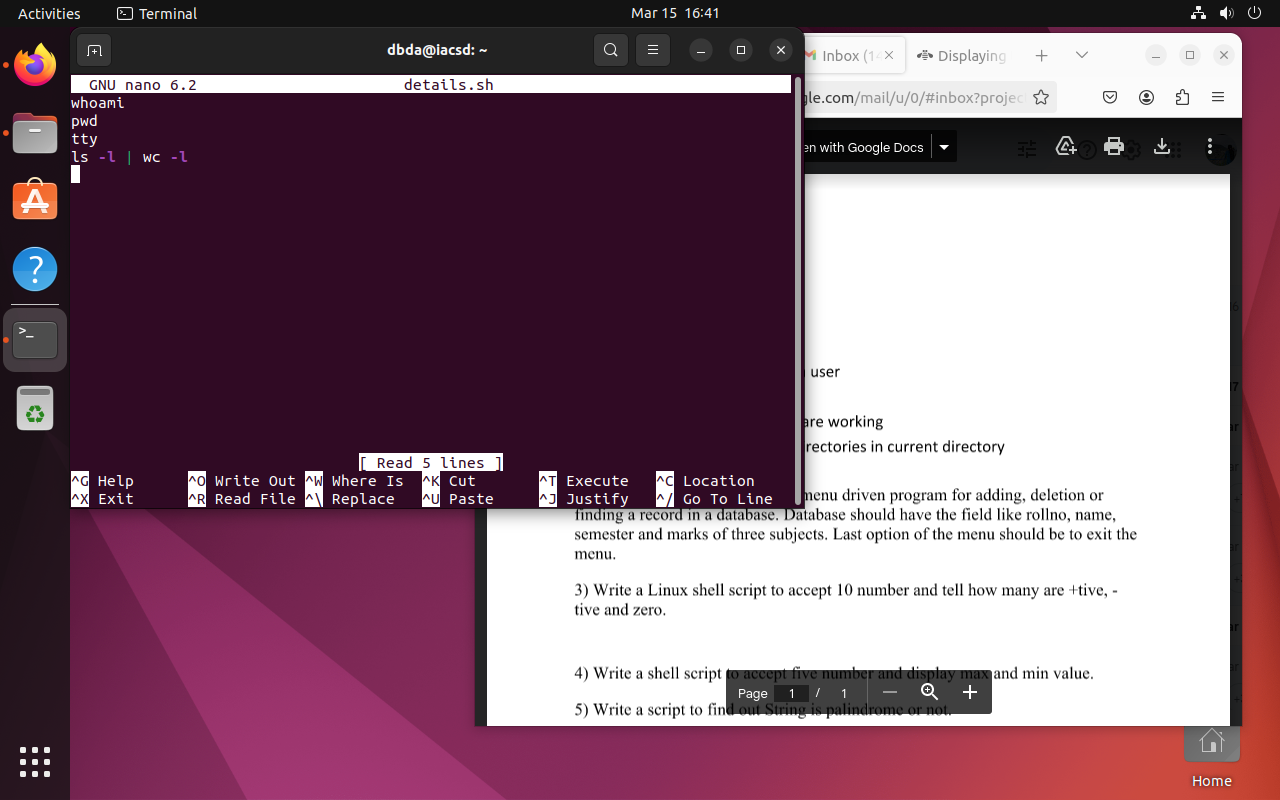 Activities
Terminal
Mar 15 16:41
dbda@iacsd: ~
GNU nano 6.2
details.sh
whoami
pwd
tty
ls -l | wc -l
[ Read 5 lines ]
^G Help
^O Write Out
^W Where Is
^K Cut
^T Execute
^C Location
^X Exit
^R Read File
^\ Replace
^U Paste
^J Justify
^/ Go To Line
Inbox (14
Displaying
gle.com/mail/u/0/#inbox?projec
en with Google Docs
user
are working
rectories in current directory
menu driven program for adding, deletion or
finding a record in a database. Database should have the field like rollno, name,
semester and marks of three subjects. Last option of the menu should be to exit the
menu.
3) Write a Linux shell script to accept 10 number and tell how many are +tive, -
tive and zero.
4) Write a shell script to accept five number and display max and min value.
5) Write a script to find out String is palindrome or not.
Page 1 / 1
Home